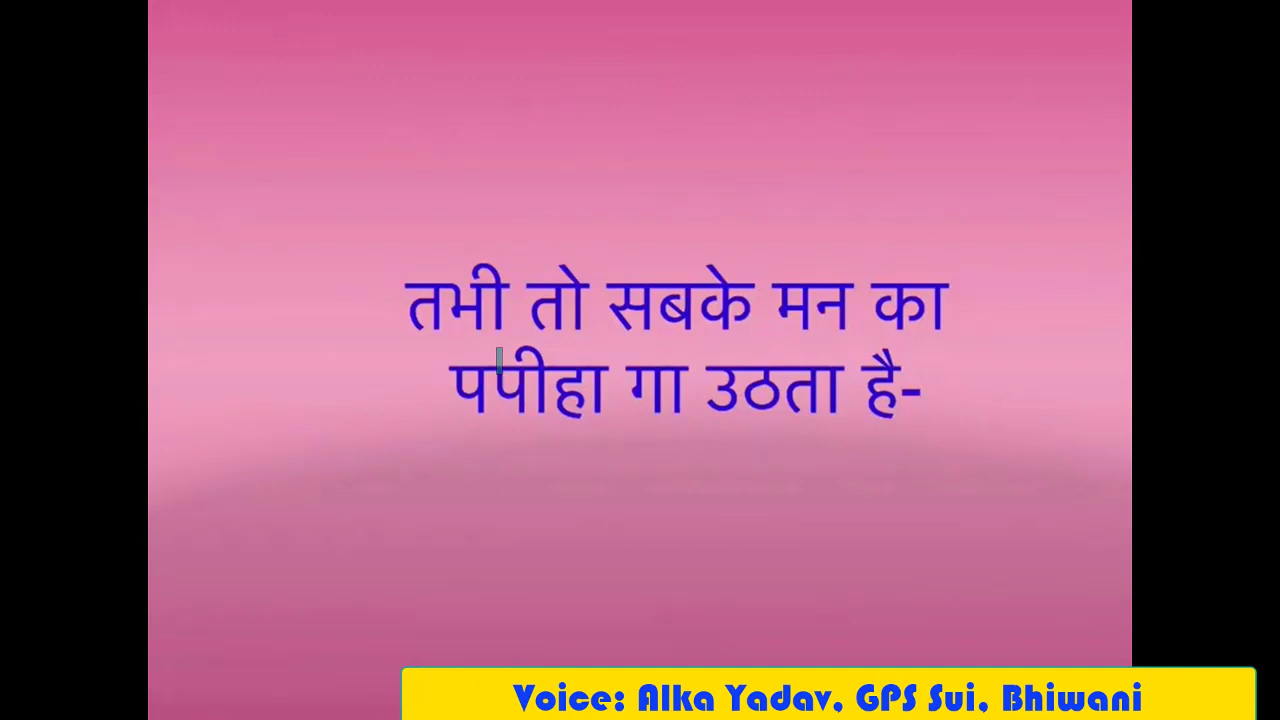 तभी तो सबके मन का
पपीहा गा उठता है-
Voice: Alka Yadav, GPS Sui, Bhiwani